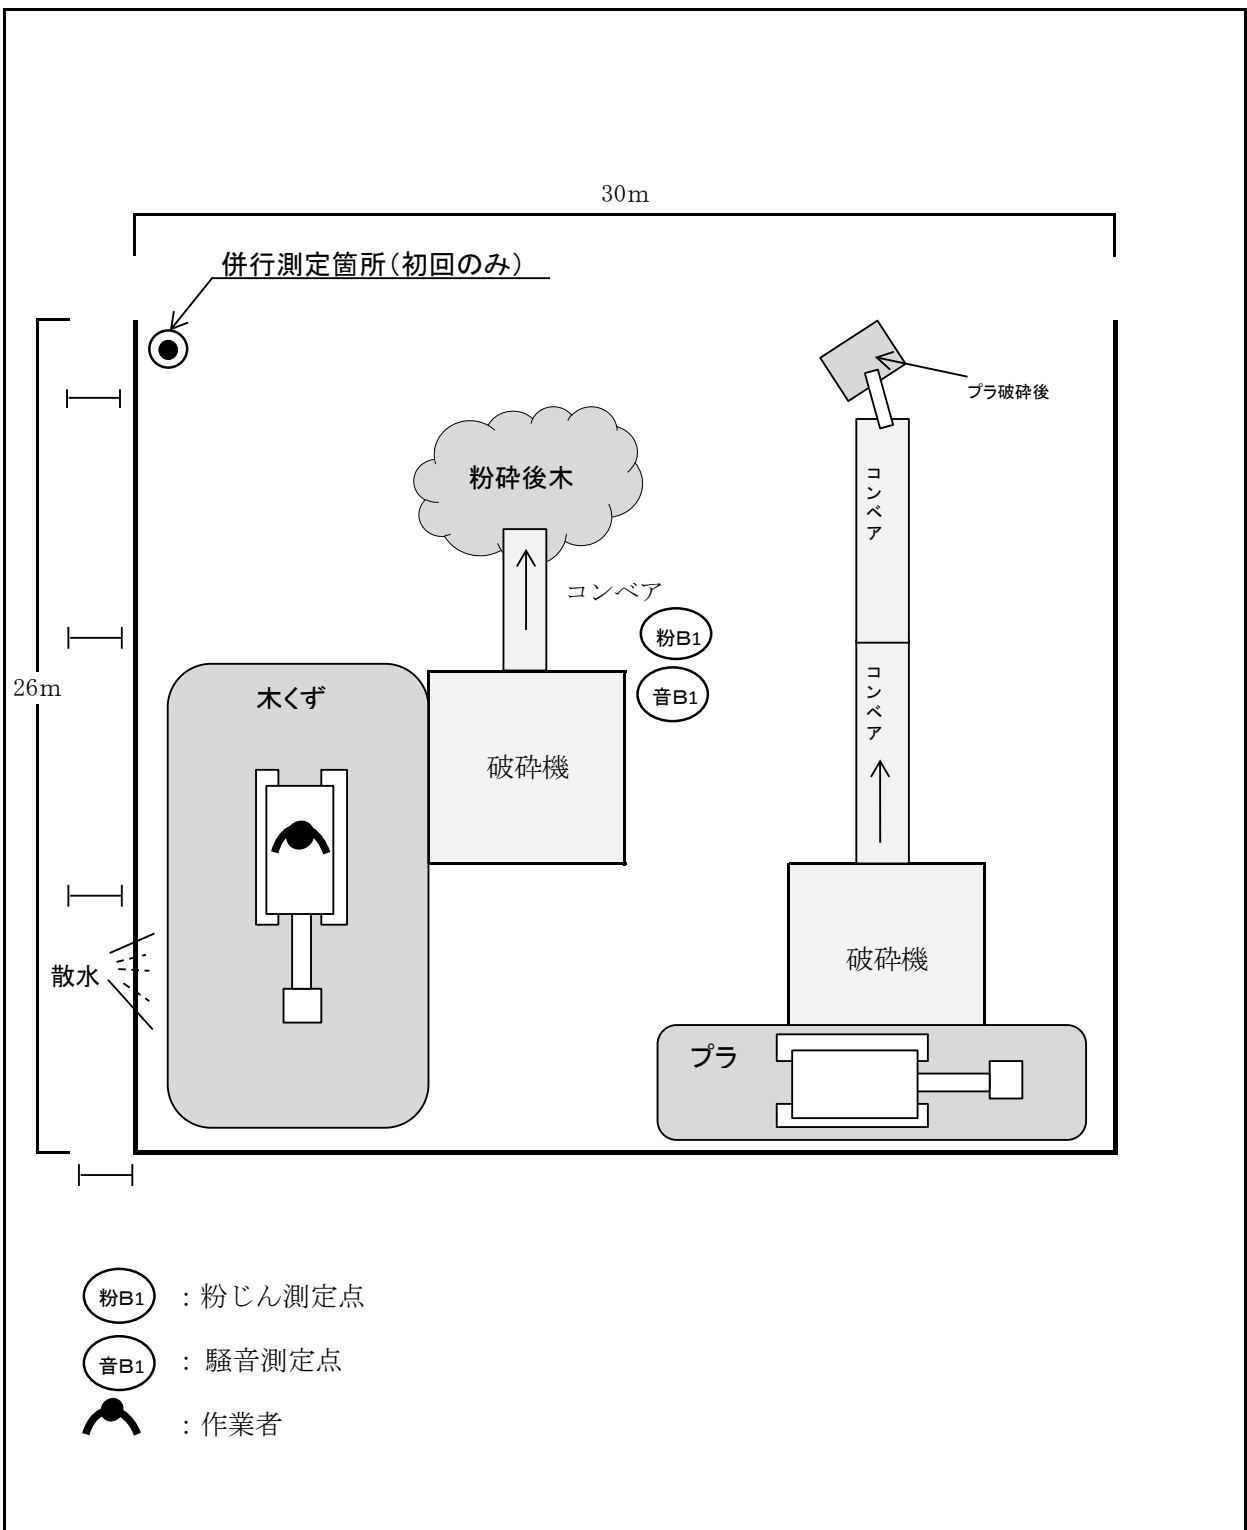 30m
併行測定箇所(初回のみ)
プラ破砕後
粉砕後木
コンベア
コンベア
粉B1
音B1
26m
木くず
コンベア
破砕機
破砕機
散水
プラ
粉B1 : 粉じん測定点
音B1 : 騒音測定点
: 作業者